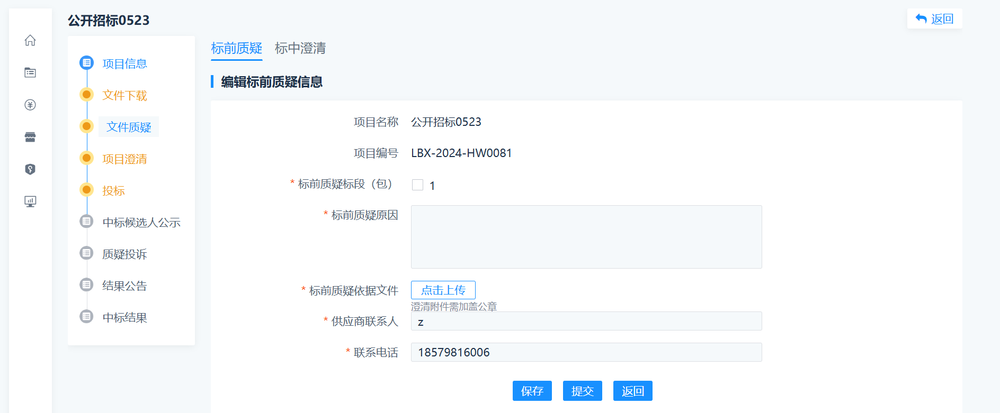 公开招标0523
返回
项目信息
文件下载
文件质疑
项目澄清
投标
中标候选人公示
质疑投诉
结果公告
中标结果
标前质疑 标中澄清
编辑标前质疑信息
项目名称 公开招标0523
项目编号 LBX-2024-HW0081
* 标前质疑标段（包） 1
* 标前质疑原因
* 标前质疑依据文件 点击上传
澄清附件需加盖公章
* 供应商联系人 z
* 联系电话 18579816006
保存 提交 返回